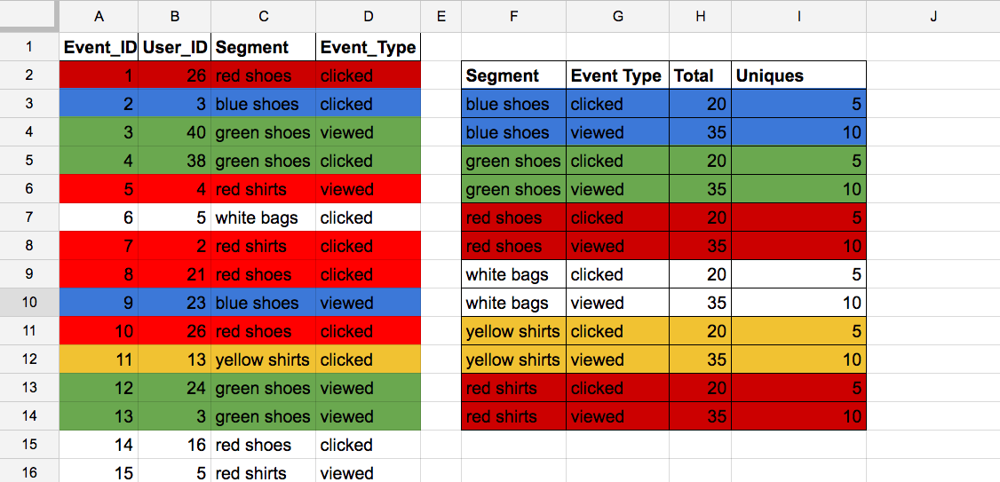 A B C D E F G H I J
1 Event_ID User_ID Segment Event_Type
2 1 26 red shoes clicked Segment Event Type Total Uniques
3 2 3 blue shoes clicked blue shoes clicked 20 5
4 3 40 green shoes viewed blue shoes viewed 35 10
5 4 38 green shoes clicked green shoes clicked 20 5
6 5 4 red shirts viewed green shoes viewed 35 10
7 6 5 white bags clicked red shoes clicked 20 5
8 7 2 red shirts clicked red shoes viewed 35 10
9 8 21 red shoes clicked white bags clicked 20 5
10 9 23 blue shoes viewed white bags viewed 35 10
11 10 26 red shoes clicked yellow shirts clicked 20 5
12 11 13 yellow shirts clicked yellow shirts viewed 35 10
13 12 24 green shoes viewed red shirts clicked 20 5
14 13 3 green shoes viewed red shirts viewed 35 10
15 14 16 red shoes clicked
16 15 5 red shirts viewed